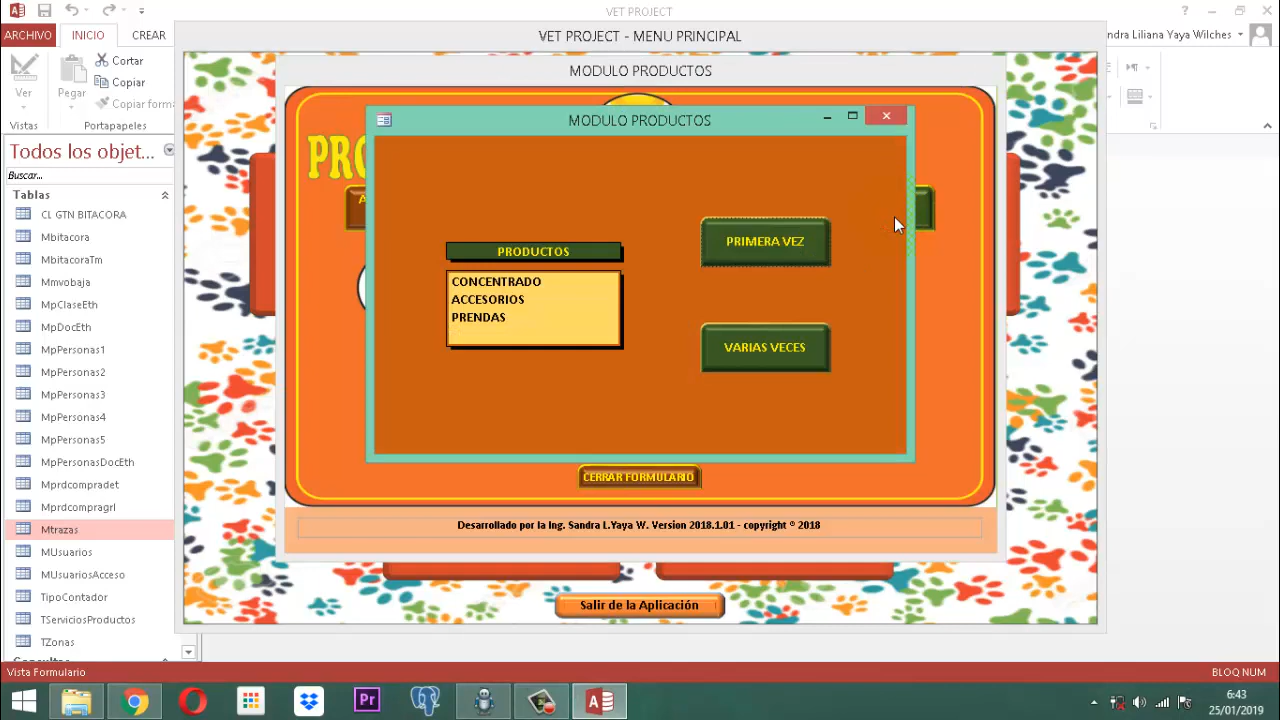 VET PROJECT
ARCHIVO INICIO CREAR
ndra Liliana Yaya Wilches
Ver
Vistas
Pegar
Cortar
Copiar
Copiar forma
Portapapeles
Todos los objet...
Buscar...
Tablas
CL GTN BITACORA
Mbitacora
MbitacoraTm
Mmvobaja
MpClaseEth
MpDocEth
MpPersonas1
MpPersonas2
MpPersonas3
MpPersonas4
MpPersonas5
MpPersonasDocEth
Mprdcompradet
Mprdcompragrl
Mtrazas
MUsuarios
MUsuariosAcceso
TipoContador
TServiciosProductos
TZonas
VET PROJECT - MENU PRINCIPAL
MODULO PRODUCTOS
PRO
A
MODULO PRODUCTOS
PRODUCTOS
CONCENTRADO
ACCESORIOS
PRENDAS
PRIMERA VEZ
VARIAS VECES
CERRAR FORMULARIO
Desarrollado por la Ing. Sandra L.Yaya W. Version 2018.1.01 - copyright ® 2018
Salir de la Aplicación
Vista Formulario
BLOQ NUM
Pr
6:43
25/01/2019